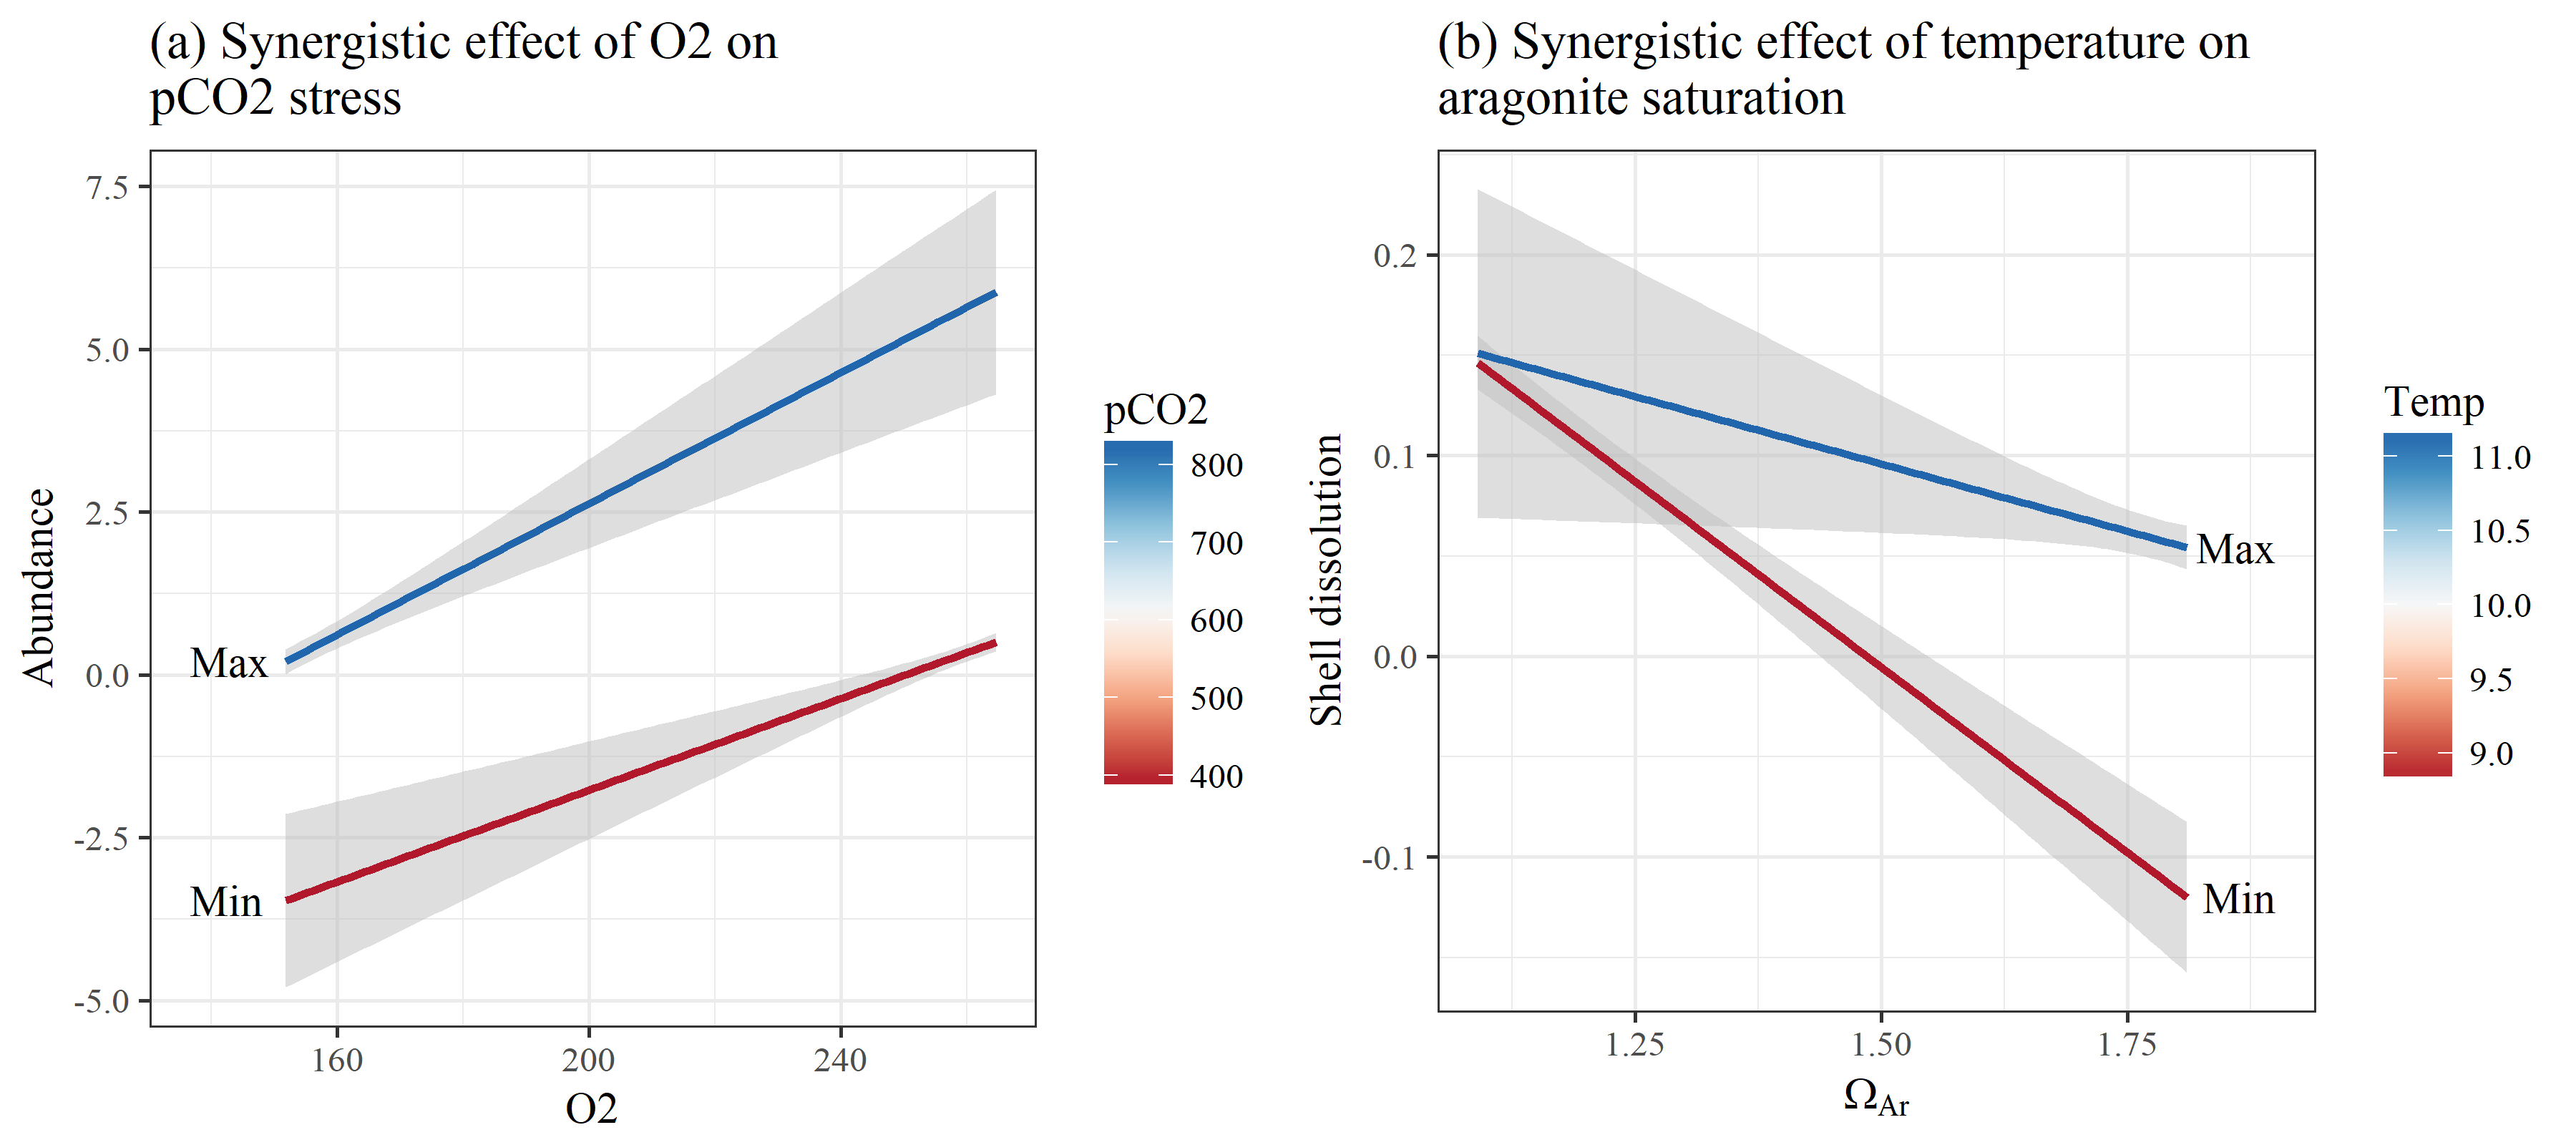 (a) Synergistic effect of O2 on
pCO2 stress
7.5
5.0
2.5
0.0
-2.5
-5.0
Abundance
Max
Min
160
200
240
O2
pCO2
800
700
600
500
400
(b) Synergistic effect of temperature on
aragonite saturation
0.2
0.1
0.0
-0.1
Shell dissolution
Max
Min
1.25
1.50
1.75
Ω_Ar
Temp
11.0
10.5
10.0
9.5
9.0